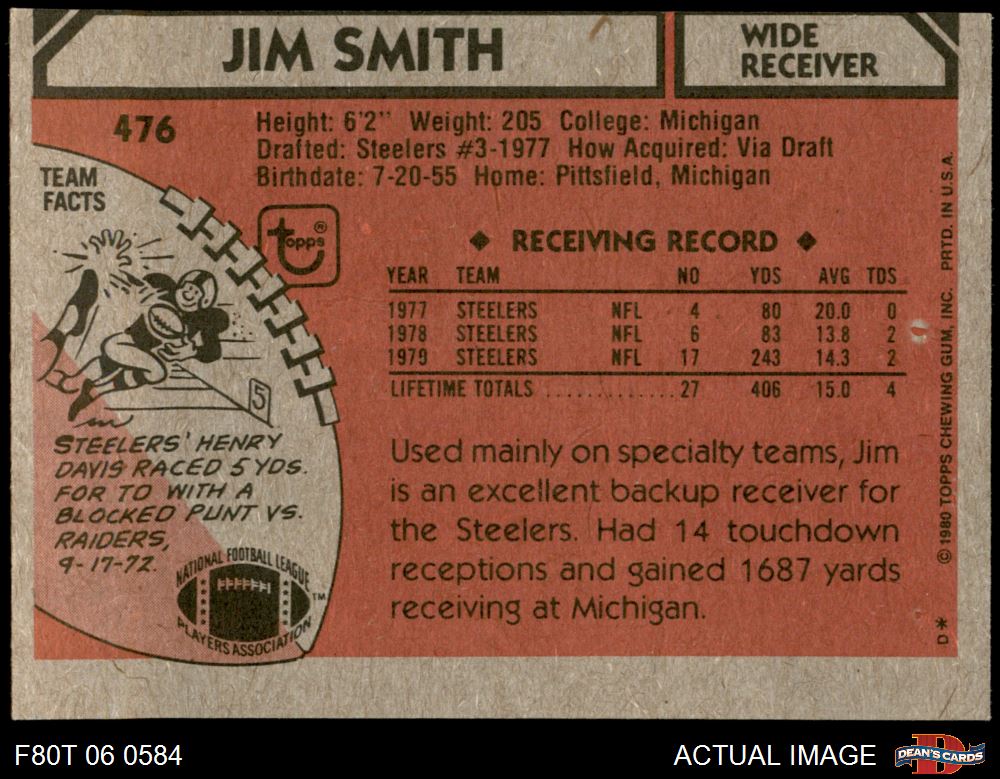 JIM SMITH
WIDE
RECEIVER
476
Height: 6'2" Weight: 205 College: Michigan
Drafted: Steelers #3-1977 How Acquired: Via Draft
Birthdate: 7-20-55 Home: Pittsfield, Michigan
TEAM
FACTS
topps®
5
STEELERS' HENRY
DAVIS RACED 5 YDS.
FOR TD WITH A
BLOCKED PUNT VS.
RAIDERS,
9-17-72.
NATIONAL FOOTBALL LEAGUE
PLAYERS ASSOCIATION
TM
◆ RECEIVING RECORD ◆
YEAR TEAM NO YDS AVG TDS
1977 STEELERS NFL 4 80 20.0 0
1978 STEELERS NFL 6 83 13.8 2
1979 STEELERS NFL 17 243 14.3 2
LIFETIME TOTALS ............. 27 406 15.0 4
Used mainly on specialty teams, Jim
is an excellent backup receiver for
the Steelers. Had 14 touchdown
receptions and gained 1687 yards
receiving at Michigan.
D* © 1980 TOPPS CHEWING GUM, INC. PRTD. IN U.S.A.
F80T 06 0584
ACTUAL IMAGE
DEAN'S CARDS